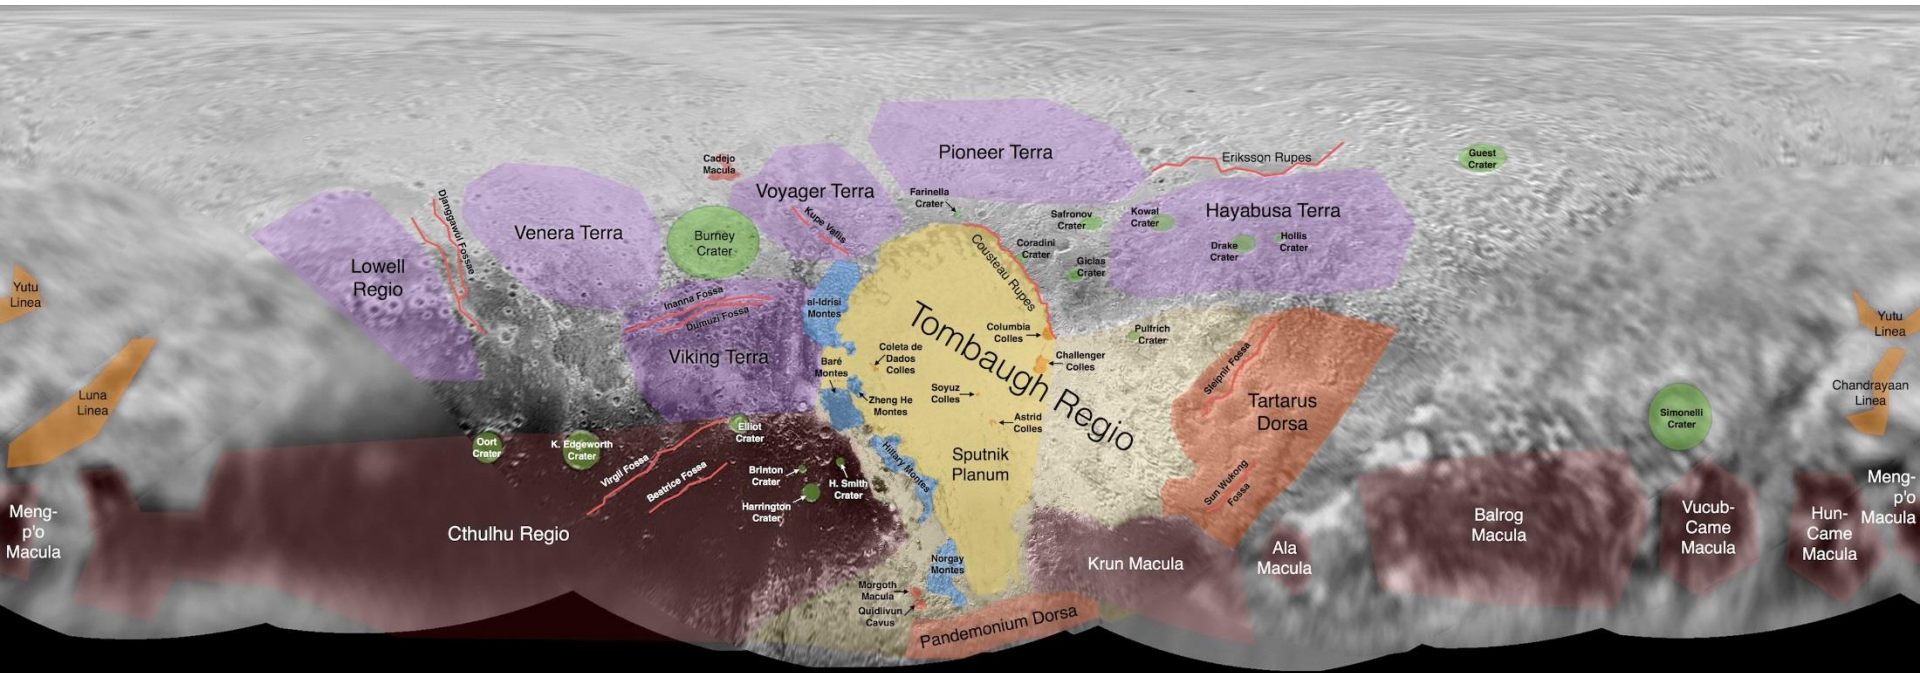 Pioneer Terra
Eriksson Rupes
Guest
Crater
Cadejo
Macula
Voyager Terra
Farinella
Crater
Kupe Vallis
Safronov
Crater
Kowal
Crater
Hayabusa Terra
Drake
Crater
Hollis
Crater
Djanggawul Fossae
Venera Terra
Burney
Crater
Coradini
Crater
Giclas
Crater
Cousteau Rupes
Lowell
Regio
Yutu
Linea
Inanna Fossa
Dumuzi Fossa
al-Idrisi
Montes
Viking Terra
Tombaugh Regio
Columbia
Colles
Challenger
Colles
Pulfrich
Crater
Sleipnir Fossa
Yutu
Linea
Baré
Montes
Coleta de
Dados
Colles
Zheng He
Montes
Soyuz
Colles
Astrid
Colles
Tartarus
Dorsa
Luna
Linea
Chandrayaan
Linea
Simonelli
Crater
Oort
Crater
K. Edgeworth
Crater
Elliot
Crater
Virgil Fossa
Beatrice Fossa
Brinton
Crater
H. Smith
Crater
Harrington
Crater
Hillary Montes
Sputnik
Planum
Sun Wukong
Fossa
Meng-
p'o
Macula
Cthulhu Regio
Norgay
Montes
Krun Macula
Ala
Macula
Balrog
Macula
Vucub-
Came
Macula
Hun-
Came
Macula
Meng-
p'o
Macula
Morgoth
Macula
Qujdlivun
Cavus
Pandemonium Dorsa